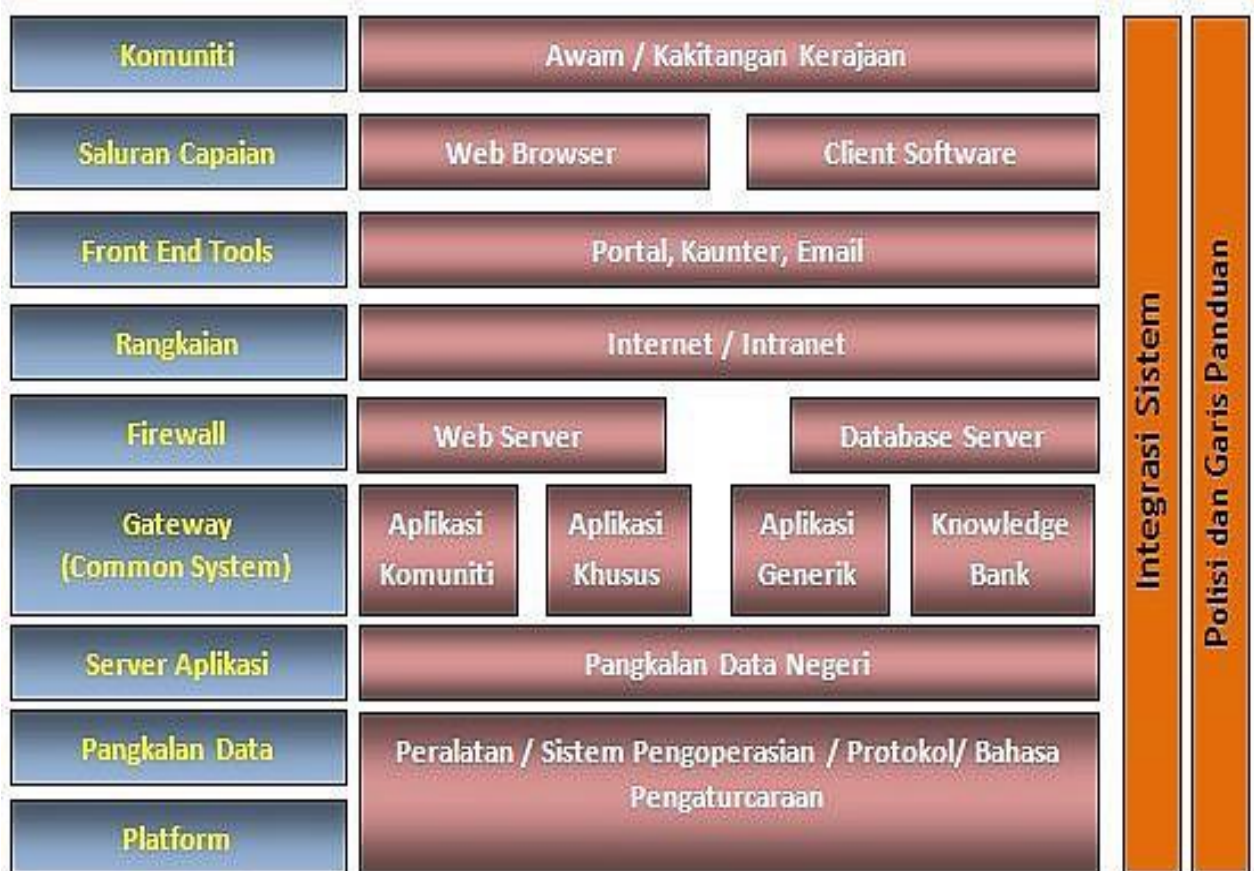 Komuniti
Awam / Kakitangan Kerajaan
Saluran Capaian
Web Browser
Client Software
Front End Tools
Portal, Kaunter, Email
Rangkaian
Internet / Intranet
Firewall
Web Server
Database Server
Gateway
(Common System)
Aplikasi
Komuniti
Aplikasi
Khusus
Aplikasi
Generik
Knowledge
Bank
Server Aplikasi
Pangkalan Data Negeri
Pangkalan Data
Peralatan / Sistem Pengoperasian / Protokol/ Bahasa
Pengaturcaraan
Platform
Integrasi Sistem
Polisi dan Garis Panduan